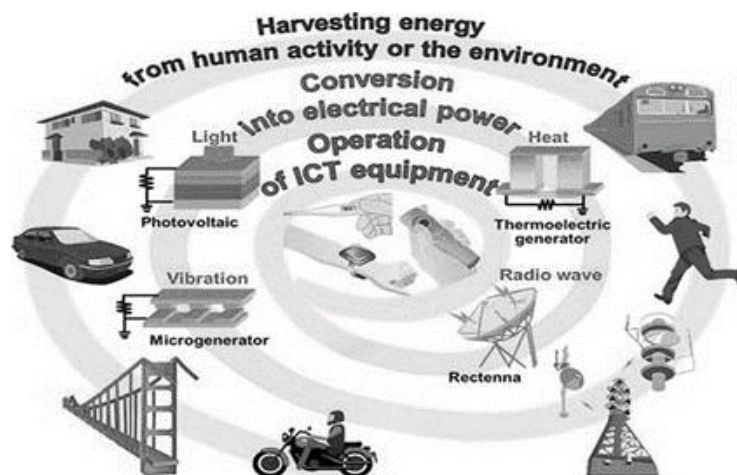 Harvesting energy
from human activity or the environment
Conversion
into electrical power
Operation
of ICT equipment
Light
Photovoltaic
Heat
Thermoelectric
generator
Vibration
Microgenerator
Radio wave
Rectenna